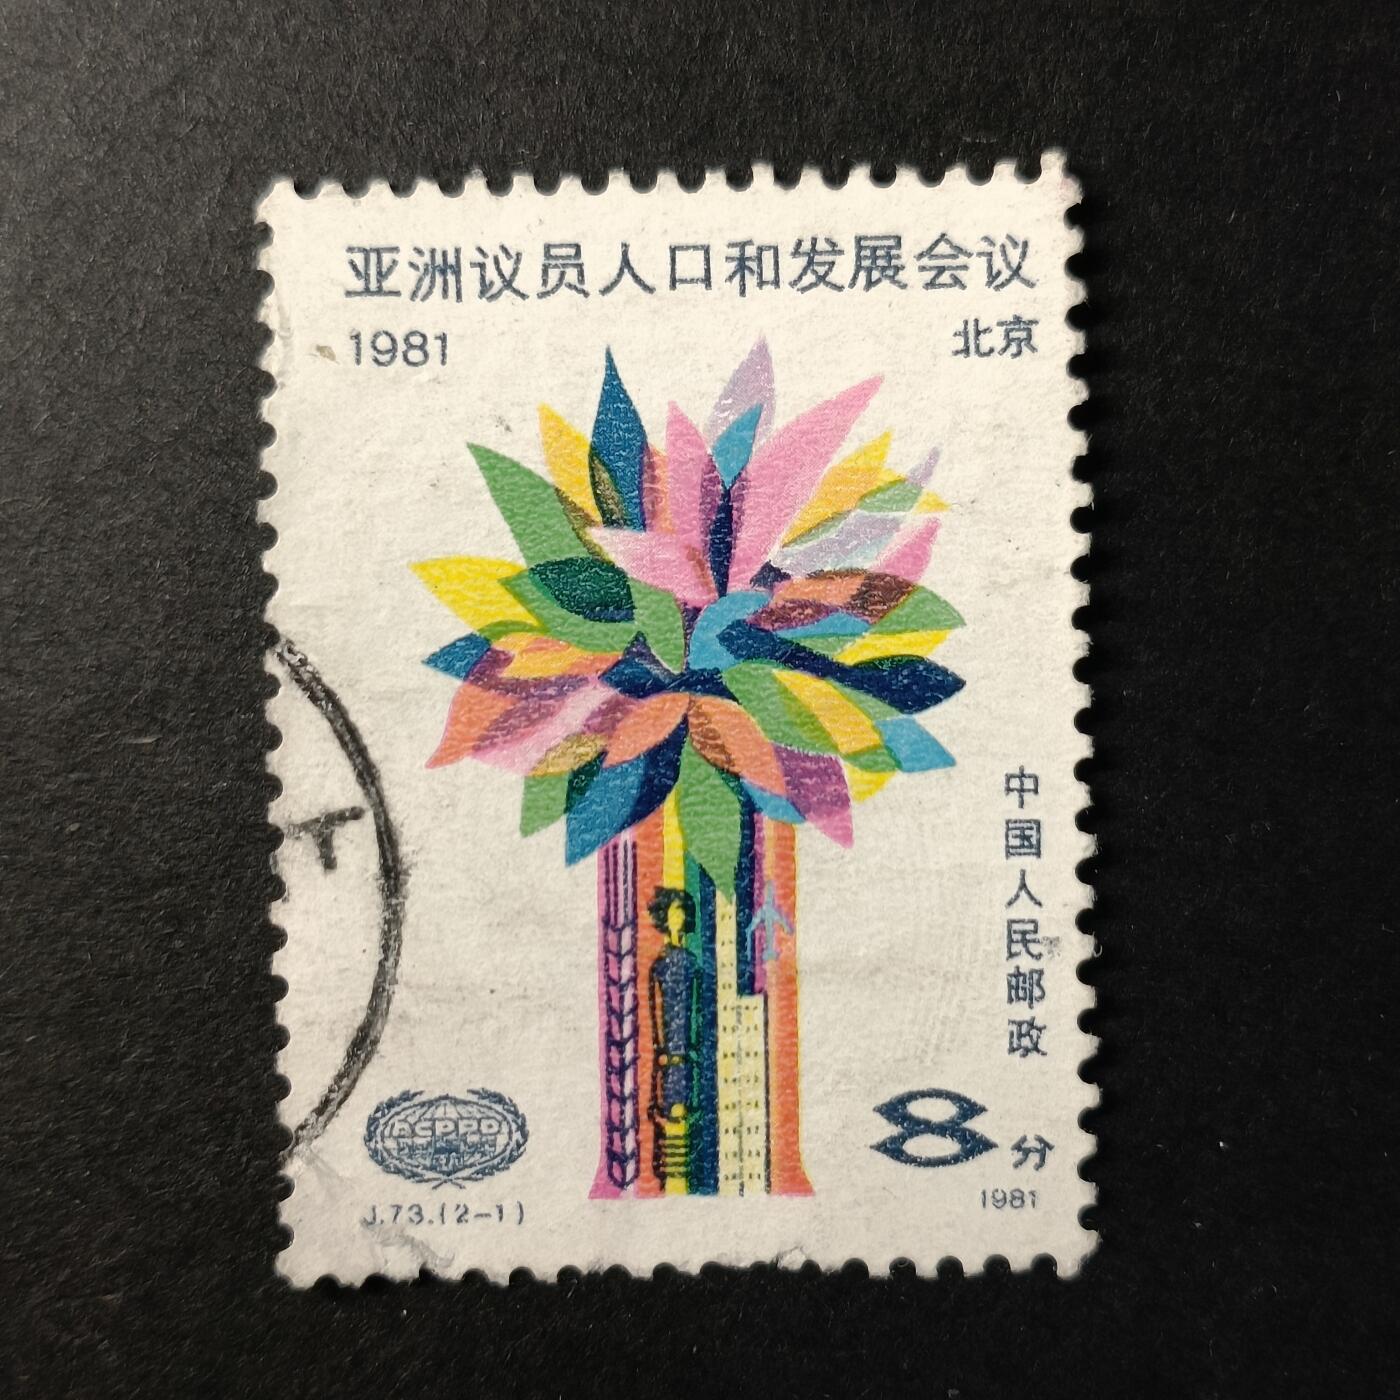 亚洲议员人口和发展会议
1981
北京
中国人民邮政
ACPPD
8分
J.73.(2-1)
1981
T